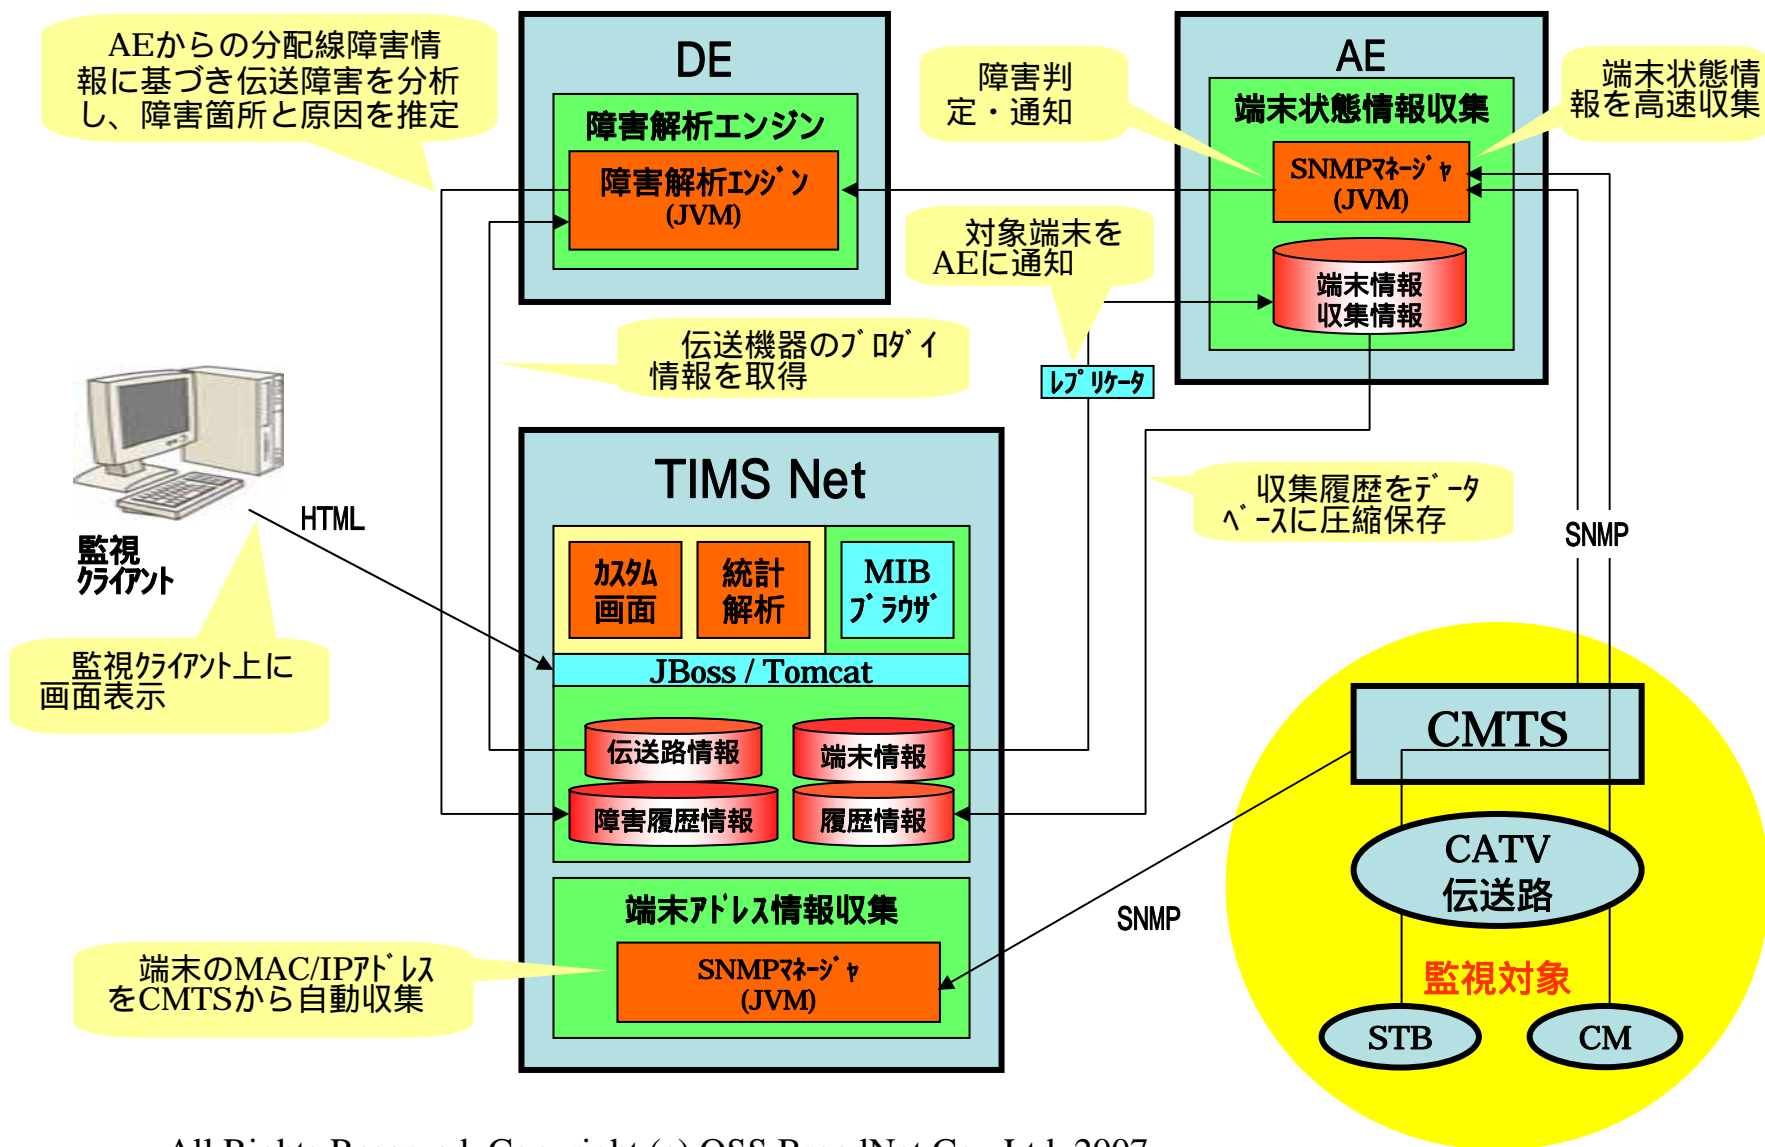 AEからの分配線障害情
報に基づき伝送障害を分析
し、障害箇所と原因を推定
DE
障害解析エンジン
障害解析ｴﾝｼﾞﾝ
(JVM)
障害判
定・通知
AE
端末状態情報収集
SNMPﾏﾈｰｼﾞｬ
(JVM)
端末情報
収集情報
端末状態情
報を高速収集
対象端末を
AEに通知
伝送機器のﾌﾟﾛﾀﾞｲ
情報を取得
ﾚﾌﾟﾘｹｰﾀ
収集履歴をﾃﾞｰﾀ
ﾍﾞｰｽに圧縮保存
SNMP
監視
ｸﾗｲｱﾝﾄ
HTML
監視ｸﾗｲｱﾝﾄ上に
画面表示
TIMS Net
ｶｽﾀﾑ
画面
統計
解析
MIB
ﾌﾞﾗｳｻﾞ
JBoss / Tomcat
伝送路情報
端末情報
障害履歴情報
履歴情報
端末ｱﾄﾞﾚｽ情報収集
SNMPﾏﾈｰｼﾞｬ
(JVM)
端末のMAC/IPｱﾄﾞﾚｽ
をCMTSから自動収集
SNMP
CMTS
CATV
伝送路
監視対象
STB
CM
All Rights Reserved, Copyright (c) OSS BroadNet Co., Ltd. 2007